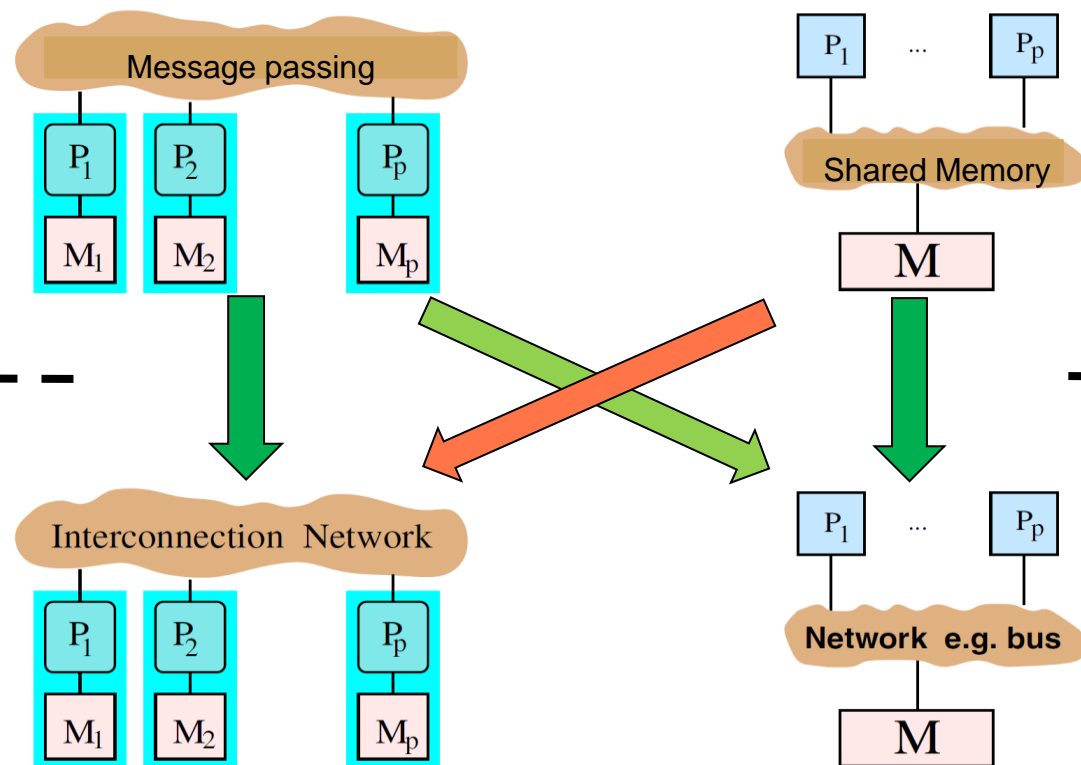 Message passing
P1 P2 Pp
M1 M2 Mp
P1 ... Pp
Shared Memory
M
Interconnection Network
P1 P2 Pp
M1 M2 Mp
P1 ... Pp
Network e.g. bus
M